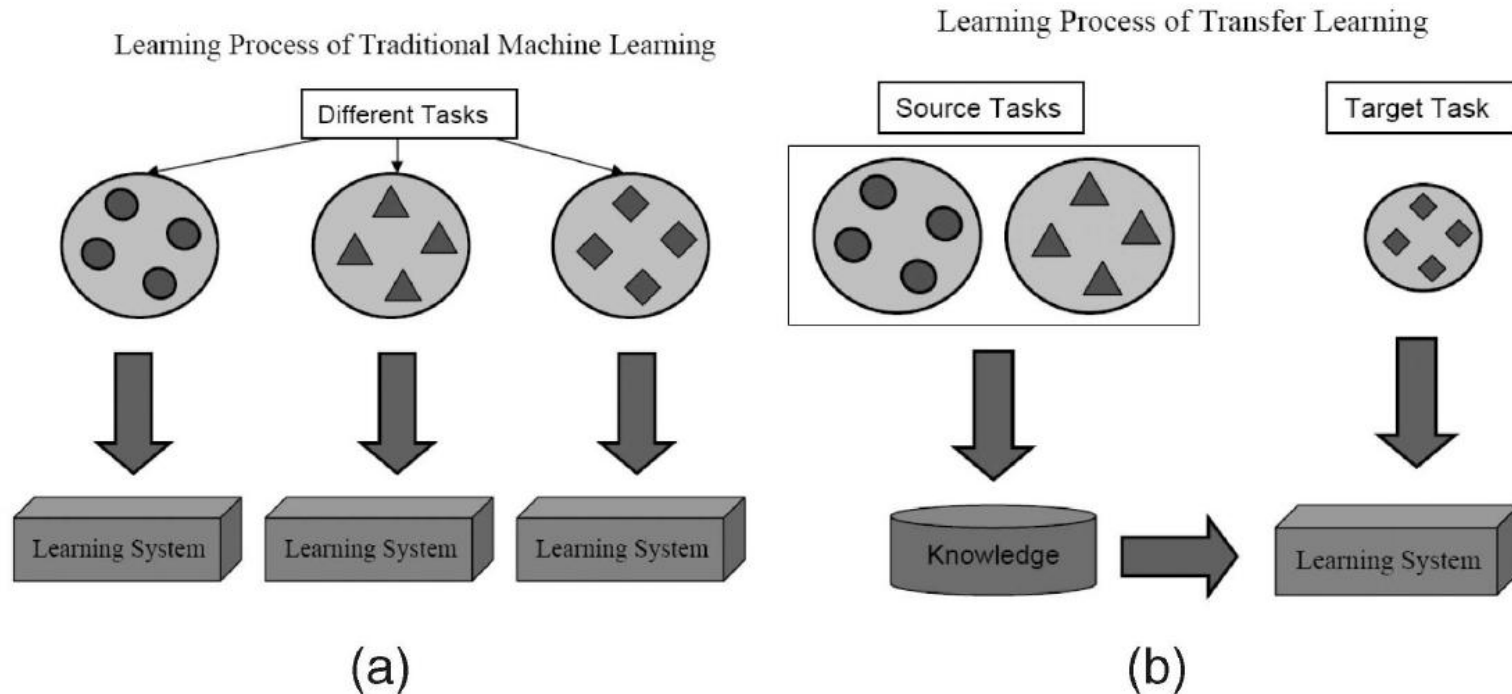 Learning Process of Traditional Machine Learning
Different Tasks
Learning System
Learning System
Learning System
(a)
Learning Process of Transfer Learning
Source Tasks
Target Task
Knowledge
Learning System
(b)